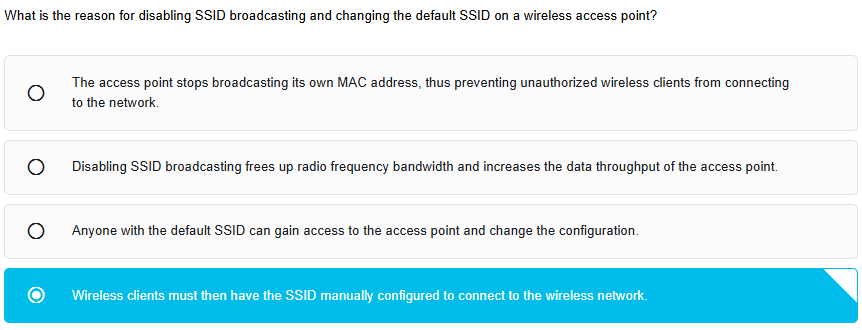 What is the reason for disabling SSID broadcasting and changing the default SSID on a wireless access point?
The access point stops broadcasting its own MAC address, thus preventing unauthorized wireless clients from connecting
to the network.
Disabling SSID broadcasting frees up radio frequency bandwidth and increases the data throughput of the access point.
Anyone with the default SSID can gain access to the access point and change the configuration.
Wireless clients must then have the SSID manually configured to connect to the wireless network.